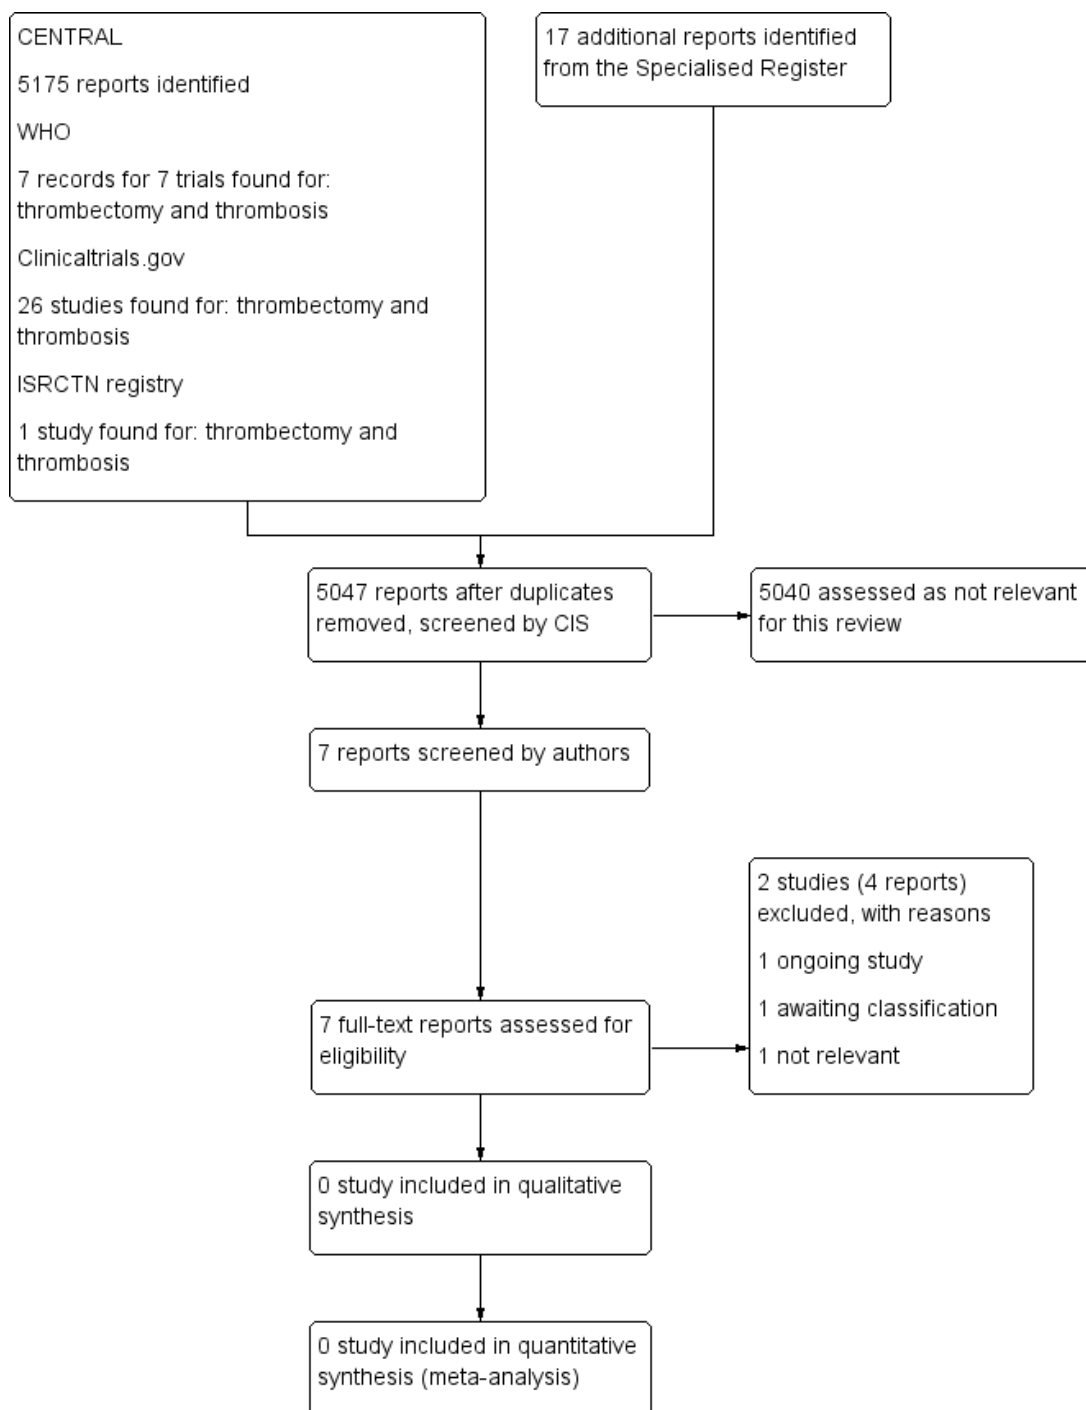 CENTRAL
5175 reports identified
WHO
7 records for 7 trials found for:
thrombectomy and thrombosis
Clinicaltrials.gov
26 studies found for: thrombectomy and
thrombosis
ISRCTN registry
1 study found for: thrombectomy and
thrombosis
17 additional reports identified
from the Specialised Register
5047 reports after duplicates
removed, screened by CIS
5040 assessed as not relevant
for this review
7 reports screened by authors
2 studies (4 reports)
excluded, with reasons
1 ongoing study
1 awaiting classification
1 not relevant
7 full-text reports assessed for
eligibility
0 study included in qualitative
synthesis
0 study included in quantitative
synthesis (meta-analysis)